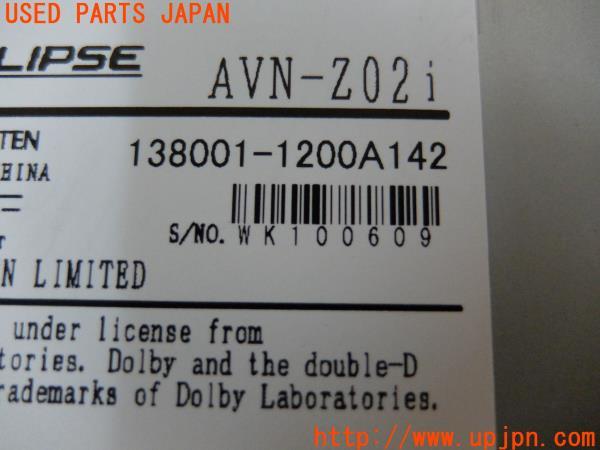 USED PARTS JAPAN
LIPSE
AVN-Z02i
TEN
138001-1200A142
HINA
S/NO. WK100609
N LIMITED
under license from
tories. Dolby and the double-D
rademarks of Dolby Laboratories.
http://www.upjpn.com/